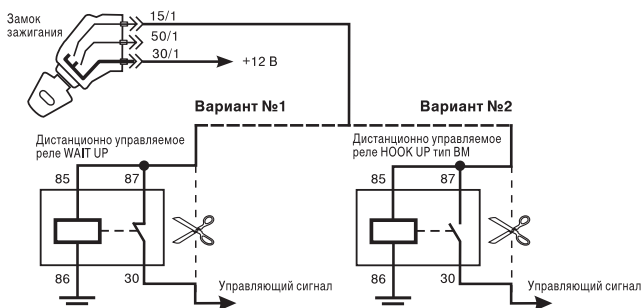 Замок
зажигания
15/1
50/1
30/1
+12 В
Вариант №1
Вариант №2
Дистанционно управляемое
реле WAIT UP
Дистанционно управляемое
реле HOOK UP тип ВМ
85
87
85
87
86
30
Управляющий сигнал
86
30
Управляющий сигнал